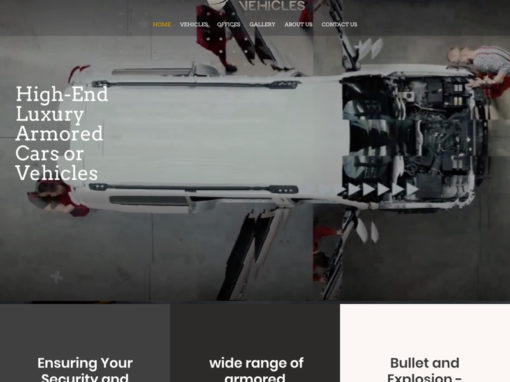 VEHICLES
HOME VEHICLES OFFICES GALLERY ABOUT US CONTACT US
High-End
Luxury
Armored
Cars or
Vehicles
Ensuring Your
Security and
wide range of
armored
Bullet and
Explosion -